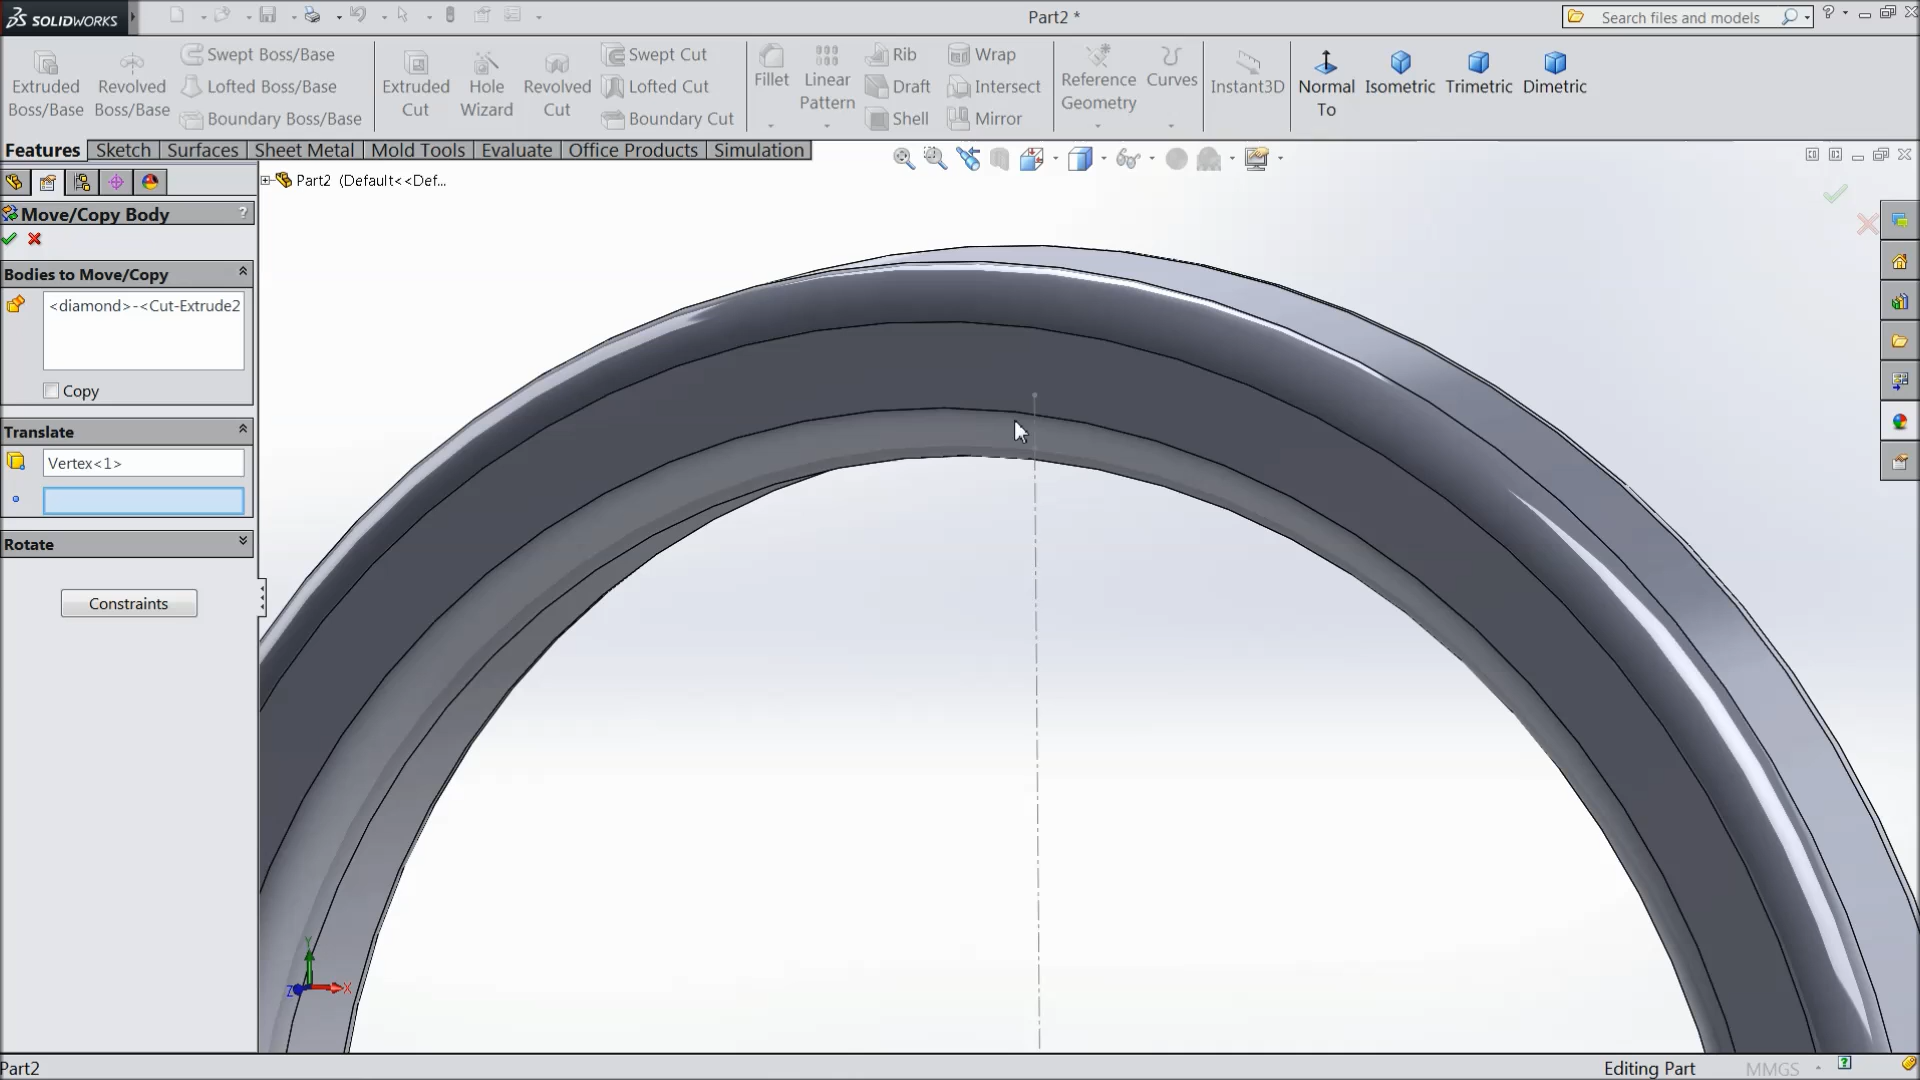 SOLIDWORKS
Part2 *
Search files and models
?
Extruded Boss/Base
Revolved Boss/Base
Swept Boss/Base
Lofted Boss/Base
Boundary Boss/Base
Extruded Cut
Hole Wizard
Revolved Cut
Swept Cut
Lofted Cut
Boundary Cut
Fillet
Linear Pattern
Rib
Draft
Shell
Wrap
Intersect
Mirror
Reference Geometry
Curves
Instant3D
Normal To
Isometric
Trimetric
Dimetric
Features
Sketch
Surfaces
Sheet Metal
Mold Tools
Evaluate
Office Products
Simulation
Part2 (Default<<Def...
Move/Copy Body
?
Bodies to Move/Copy
<diamond>-<Cut-Extrude2
Copy
Translate
Vertex<1>
Rotate
Constraints
Y
Z
X
Part2
Editing Part
MMGS
?